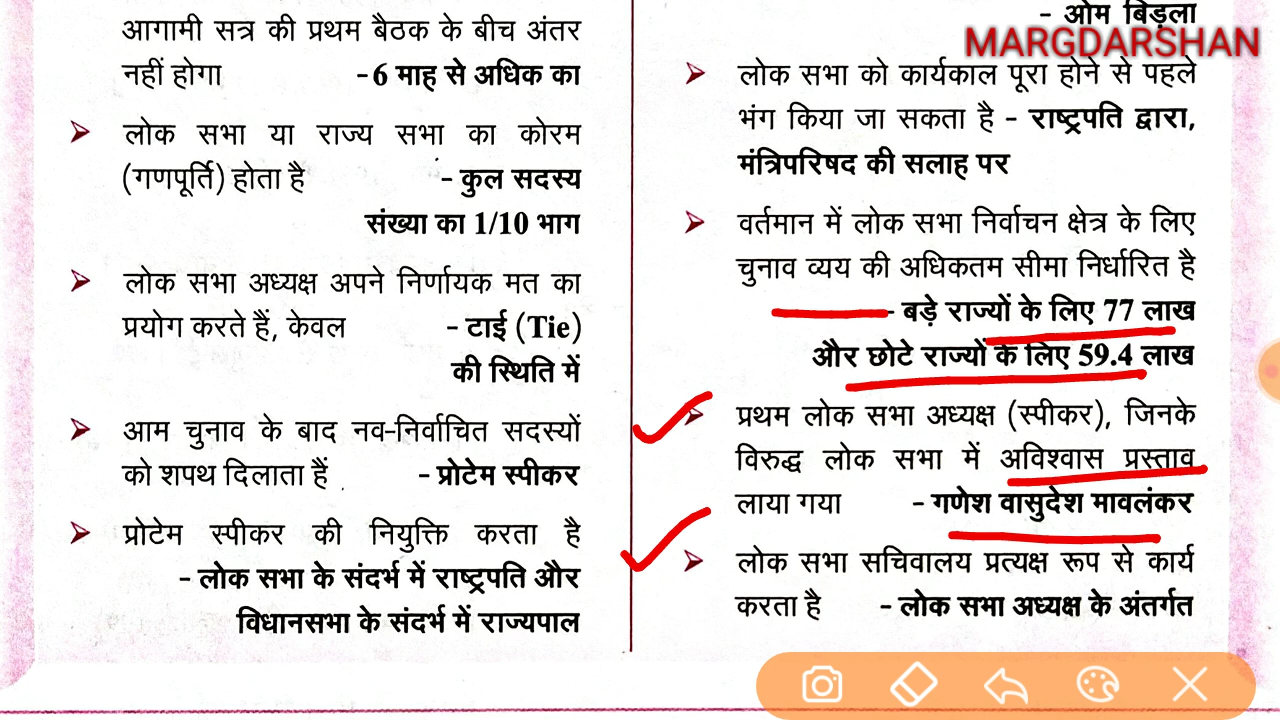 आगामी सत्र की प्रथम बैठक के बीच अंतर
नहीं होगा -6 माह से अधिक का
लोक सभा या राज्य सभा का कोरम
(गणपूर्ति) होता है - कुल सदस्य
संख्या का 1/10 भाग
लोक सभा अध्यक्ष अपने निर्णायक मत का
प्रयोग करते हैं, केवल - टाई (Tie)
की स्थिति में
आम चुनाव के बाद नव-निर्वाचित सदस्यों
को शपथ दिलाता हैं - प्रोटेम स्पीकर
प्रोटेम स्पीकर की नियुक्ति करता है
- लोक सभा के संदर्भ में राष्ट्रपति और
विधानसभा के संदर्भ में राज्यपाल
- ओम बिड़ला
MARGDARSHAN
लोक सभा को कार्यकाल पूरा होने से पहले
भंग किया जा सकता है - राष्ट्रपति द्वारा,
मंत्रिपरिषद की सलाह पर
वर्तमान में लोक सभा निर्वाचन क्षेत्र के लिए
चुनाव व्यय की अधिकतम सीमा निर्धारित है
- बड़े राज्यों के लिए 77 लाख
और छोटे राज्यों के लिए 59.4 लाख
प्रथम लोक सभा अध्यक्ष (स्पीकर), जिनके
विरुद्ध लोक सभा में अविश्वास प्रस्ताव
लाया गया - गणेश वासुदेश मावलंकर
लोक सभा सचिवालय प्रत्यक्ष रूप से कार्य
करता है - लोक सभा अध्यक्ष के अंतर्गत